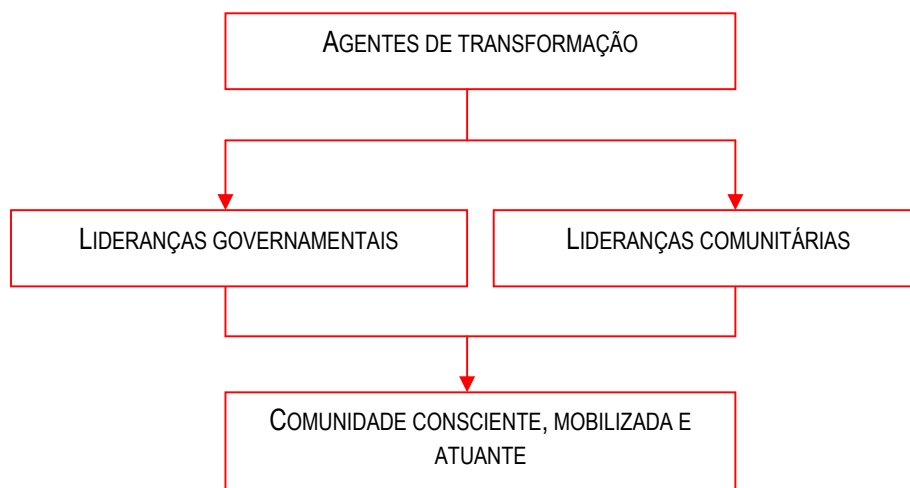 AGENTES DE TRANSFORMAÇÃO
LIDERANÇAS GOVERNAMENTAIS
LIDERANÇAS COMUNITÁRIAS
COMUNIDADE CONSCIENTE, MOBILIZADA E
ATUANTE